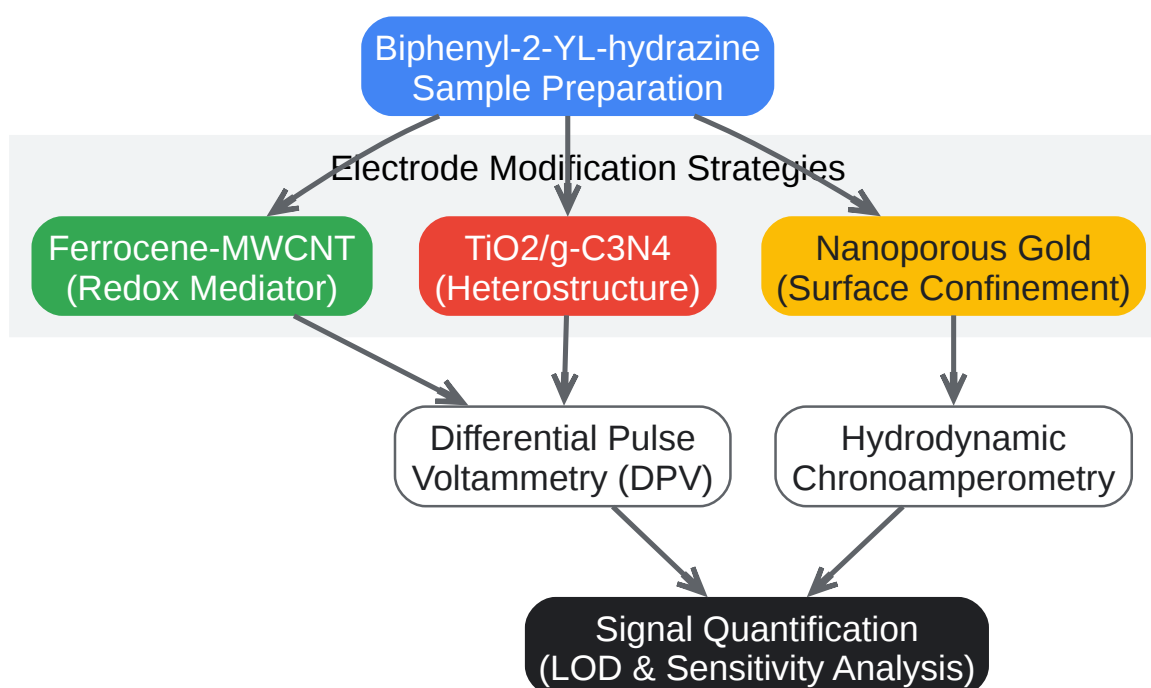 Biphenyl-2-YL-hydrazine
Sample Preparation
Electrode Modification Strategies
Ferrocene-MWCNT
(Redox Mediator)
TiO2/g-C3N4
(Heterostructure)
Nanoporous Gold
(Surface Confinement)
Differential Pulse
Voltammetry (DPV)
Hydrodynamic
Chronoamperometry
Signal Quantification
(LOD & Sensitivity Analysis)